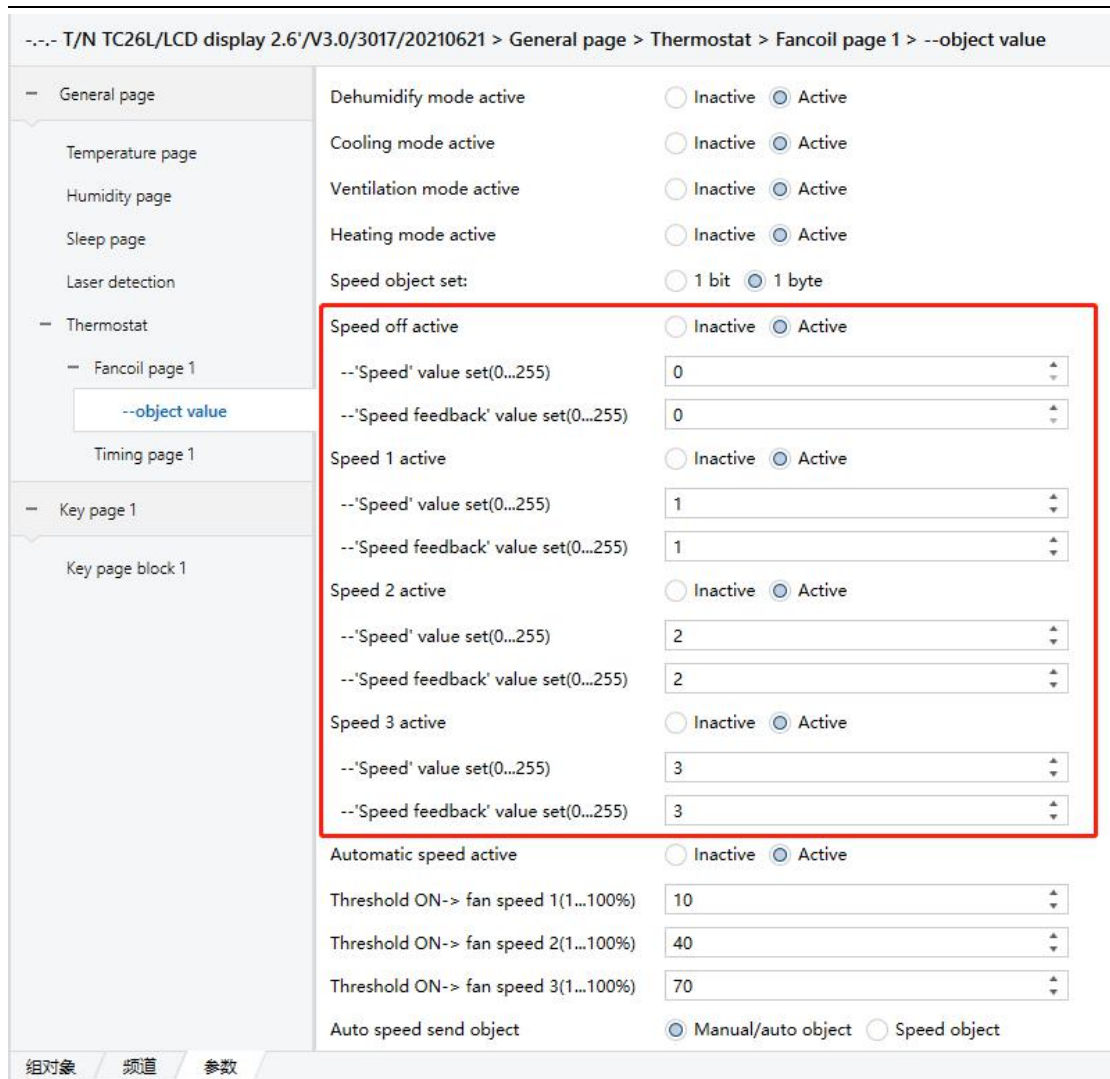 -.-.- T/N TC26L/LCD display 2.6'/V3.0/3017/20210621 > General page > Thermostat > Fancoil page 1 > --object value
General page
Temperature page
Humidity page
Sleep page
Laser detection
Thermostat
Fancoil page 1
--object value
Timing page 1
Key page 1
Key page block 1
Dehumidify mode active Inactive Active
Cooling mode active Inactive Active
Ventilation mode active Inactive Active
Heating mode active Inactive Active
Speed object set: 1 bit 1 byte
Speed off active Inactive Active
--'Speed' value set(0...255) 0
--'Speed feedback' value set(0...255) 0
Speed 1 active Inactive Active
--'Speed' value set(0...255) 1
--'Speed feedback' value set(0...255) 1
Speed 2 active Inactive Active
--'Speed' value set(0...255) 2
--'Speed feedback' value set(0...255) 2
Speed 3 active Inactive Active
--'Speed' value set(0...255) 3
--'Speed feedback' value set(0...255) 3
Automatic speed active Inactive Active
Threshold ON-> fan speed 1(1...100%) 10
Threshold ON-> fan speed 2(1...100%) 40
Threshold ON-> fan speed 3(1...100%) 70
Auto speed send object Manual/auto object Speed object
组对象 频道 参数